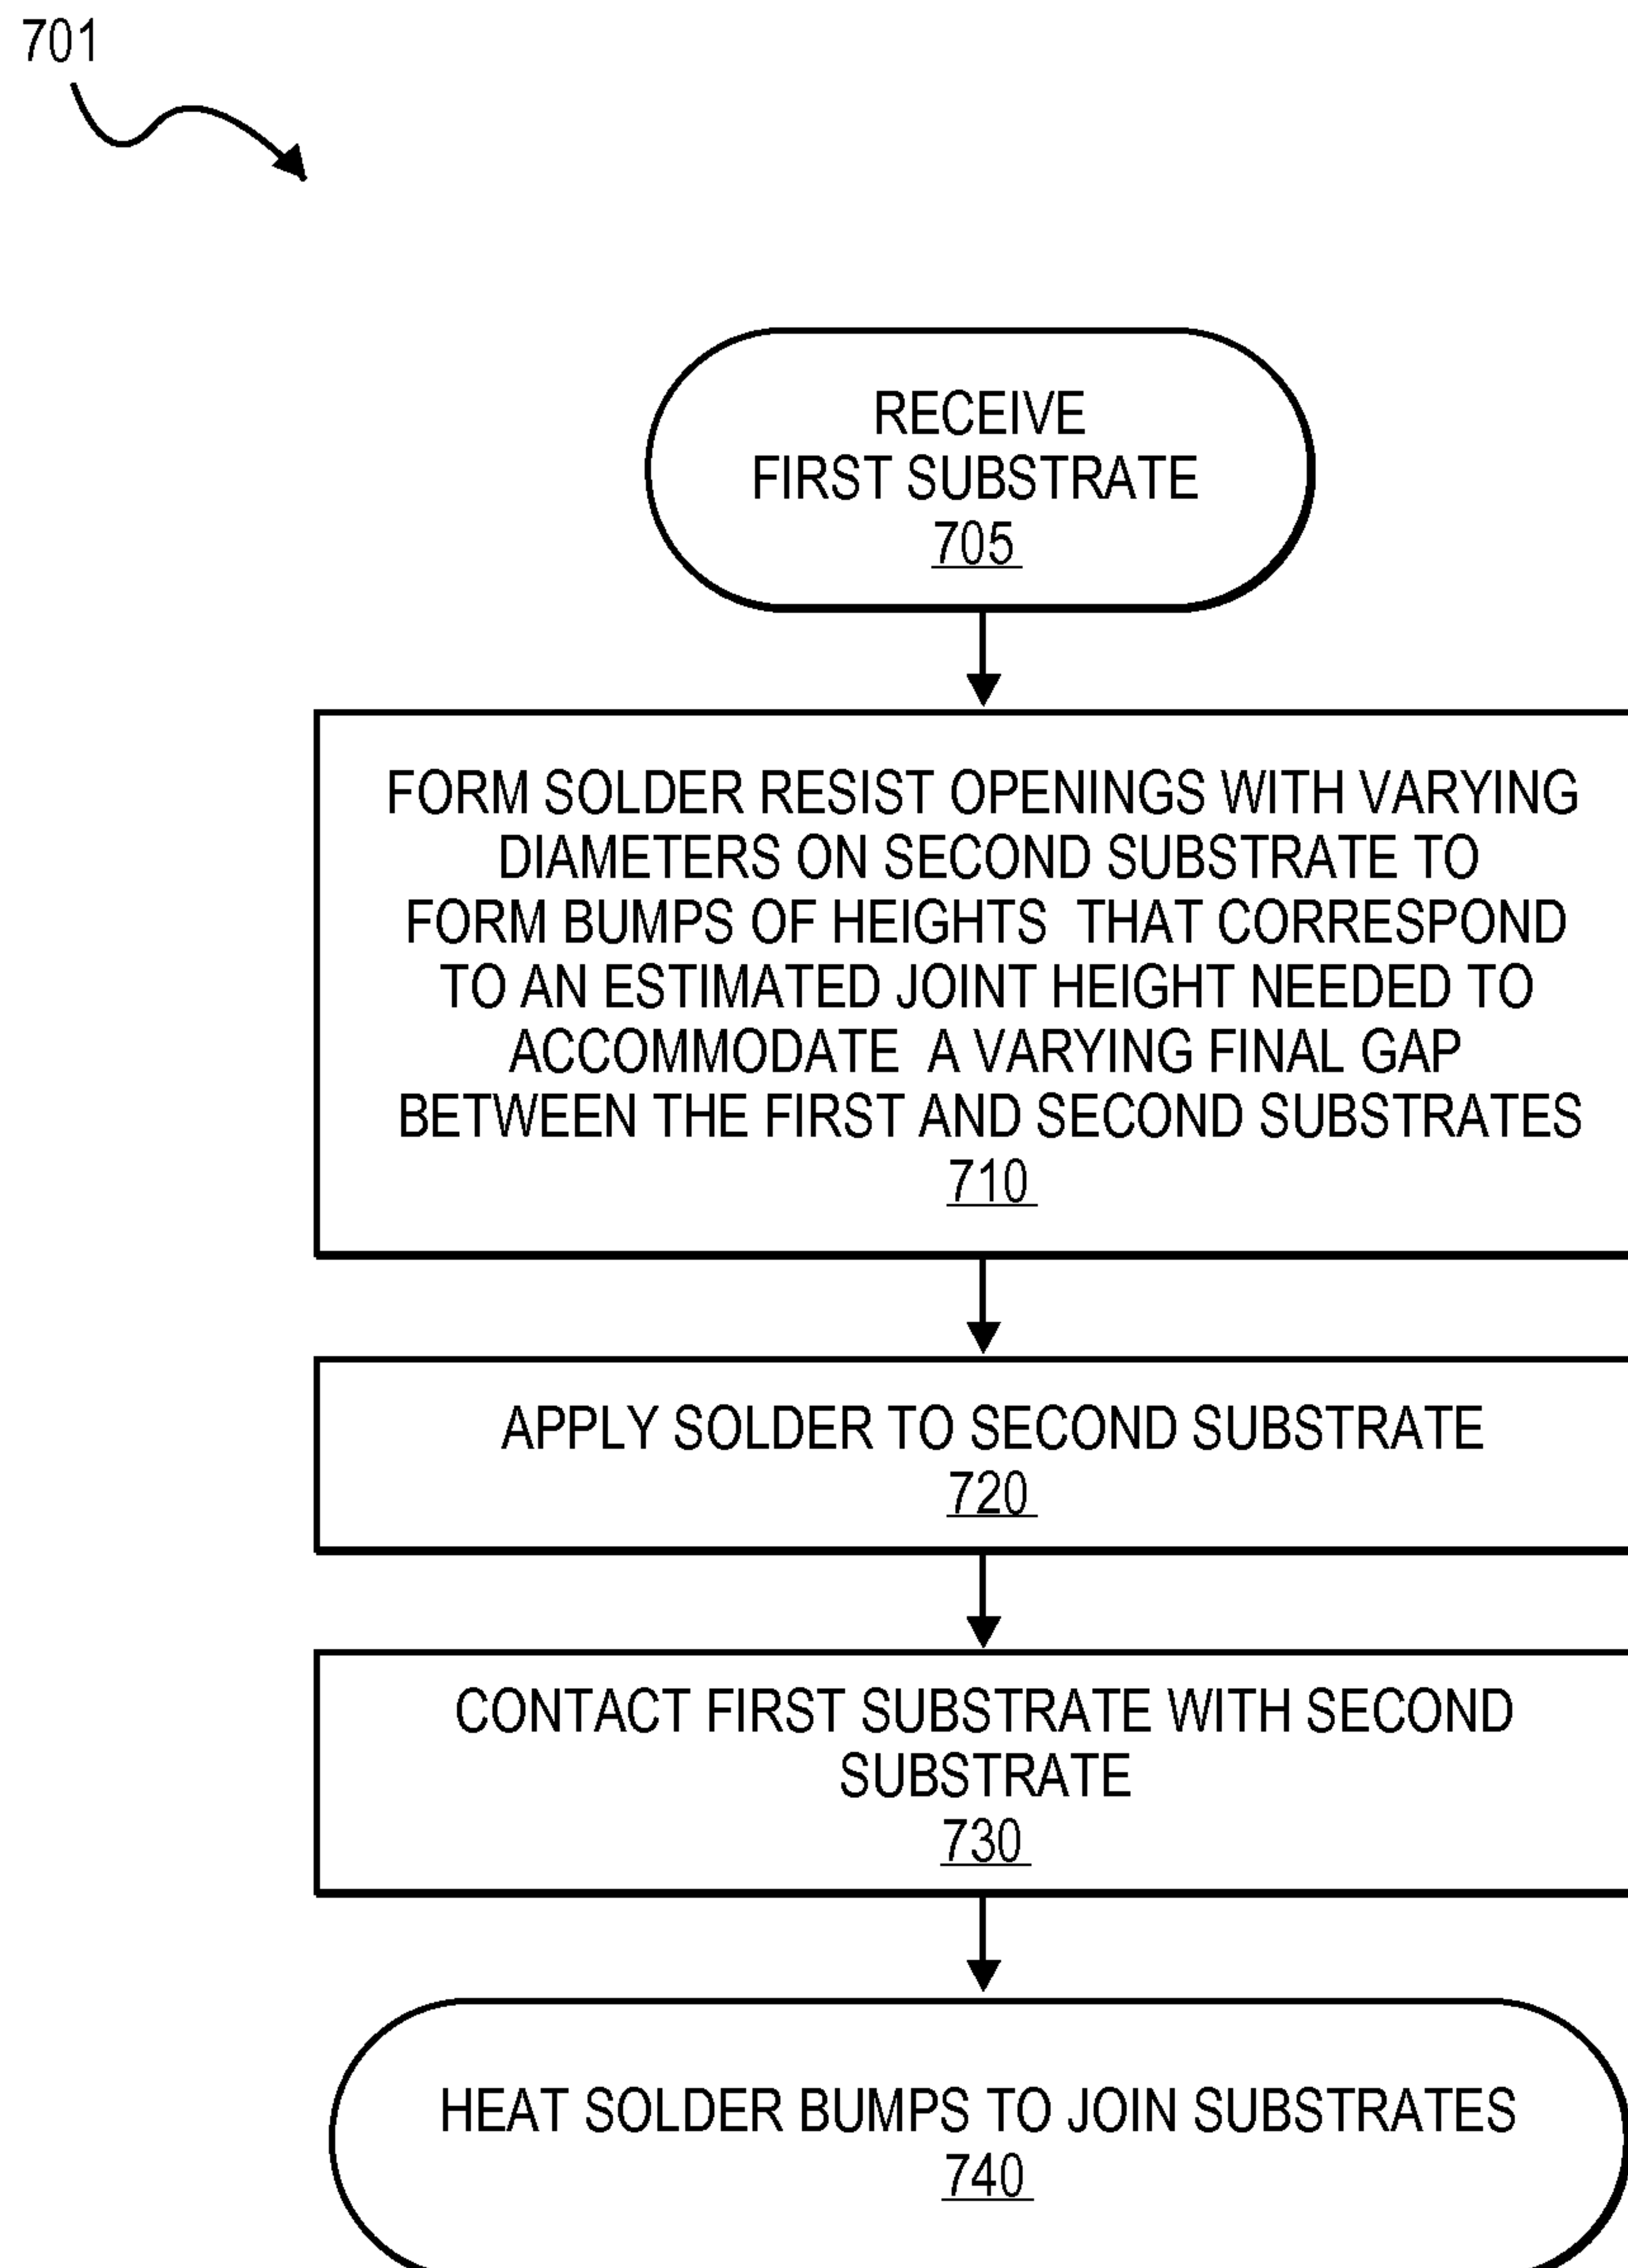 701
RECEIVE
FIRST SUBSTRATE
705
FORM SOLDER RESIST OPENINGS WITH VARYING
DIAMETERS ON SECOND SUBSTRATE TO
FORM BUMPS OF HEIGHTS THAT CORRESPOND
TO AN ESTIMATED JOINT HEIGHT NEEDED TO
ACCOMMODATE A VARYING FINAL GAP
BETWEEN THE FIRST AND SECOND SUBSTRATES
710
APPLY SOLDER TO SECOND SUBSTRATE
720
CONTACT FIRST SUBSTRATE WITH SECOND
SUBSTRATE
730
HEAT SOLDER BUMPS TO JOIN SUBSTRATES
740